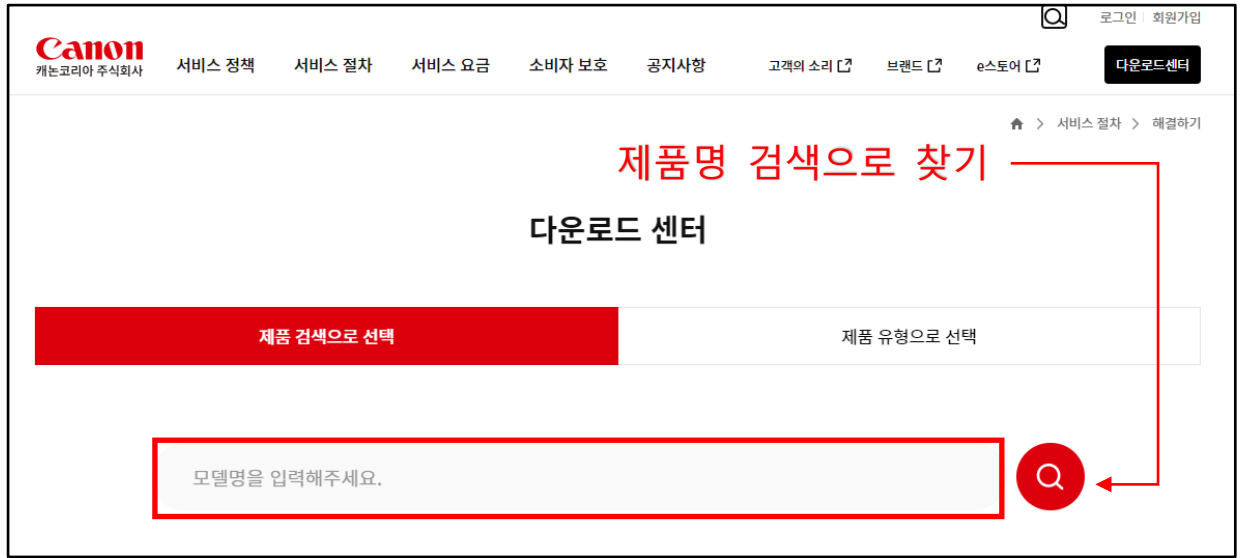 로그인 회원가입
Canon
캐논코리아 주식회사
서비스 정책 서비스 절차 서비스 요금 소비자 보호 공지사항 고객의 소리 브랜드 e스토어 다운로드센터
> 서비스 절차 > 해결하기
제품명 검색으로 찾기
다운로드 센터
제품 검색으로 선택 제품 유형으로 선택
모델명을 입력해주세요.